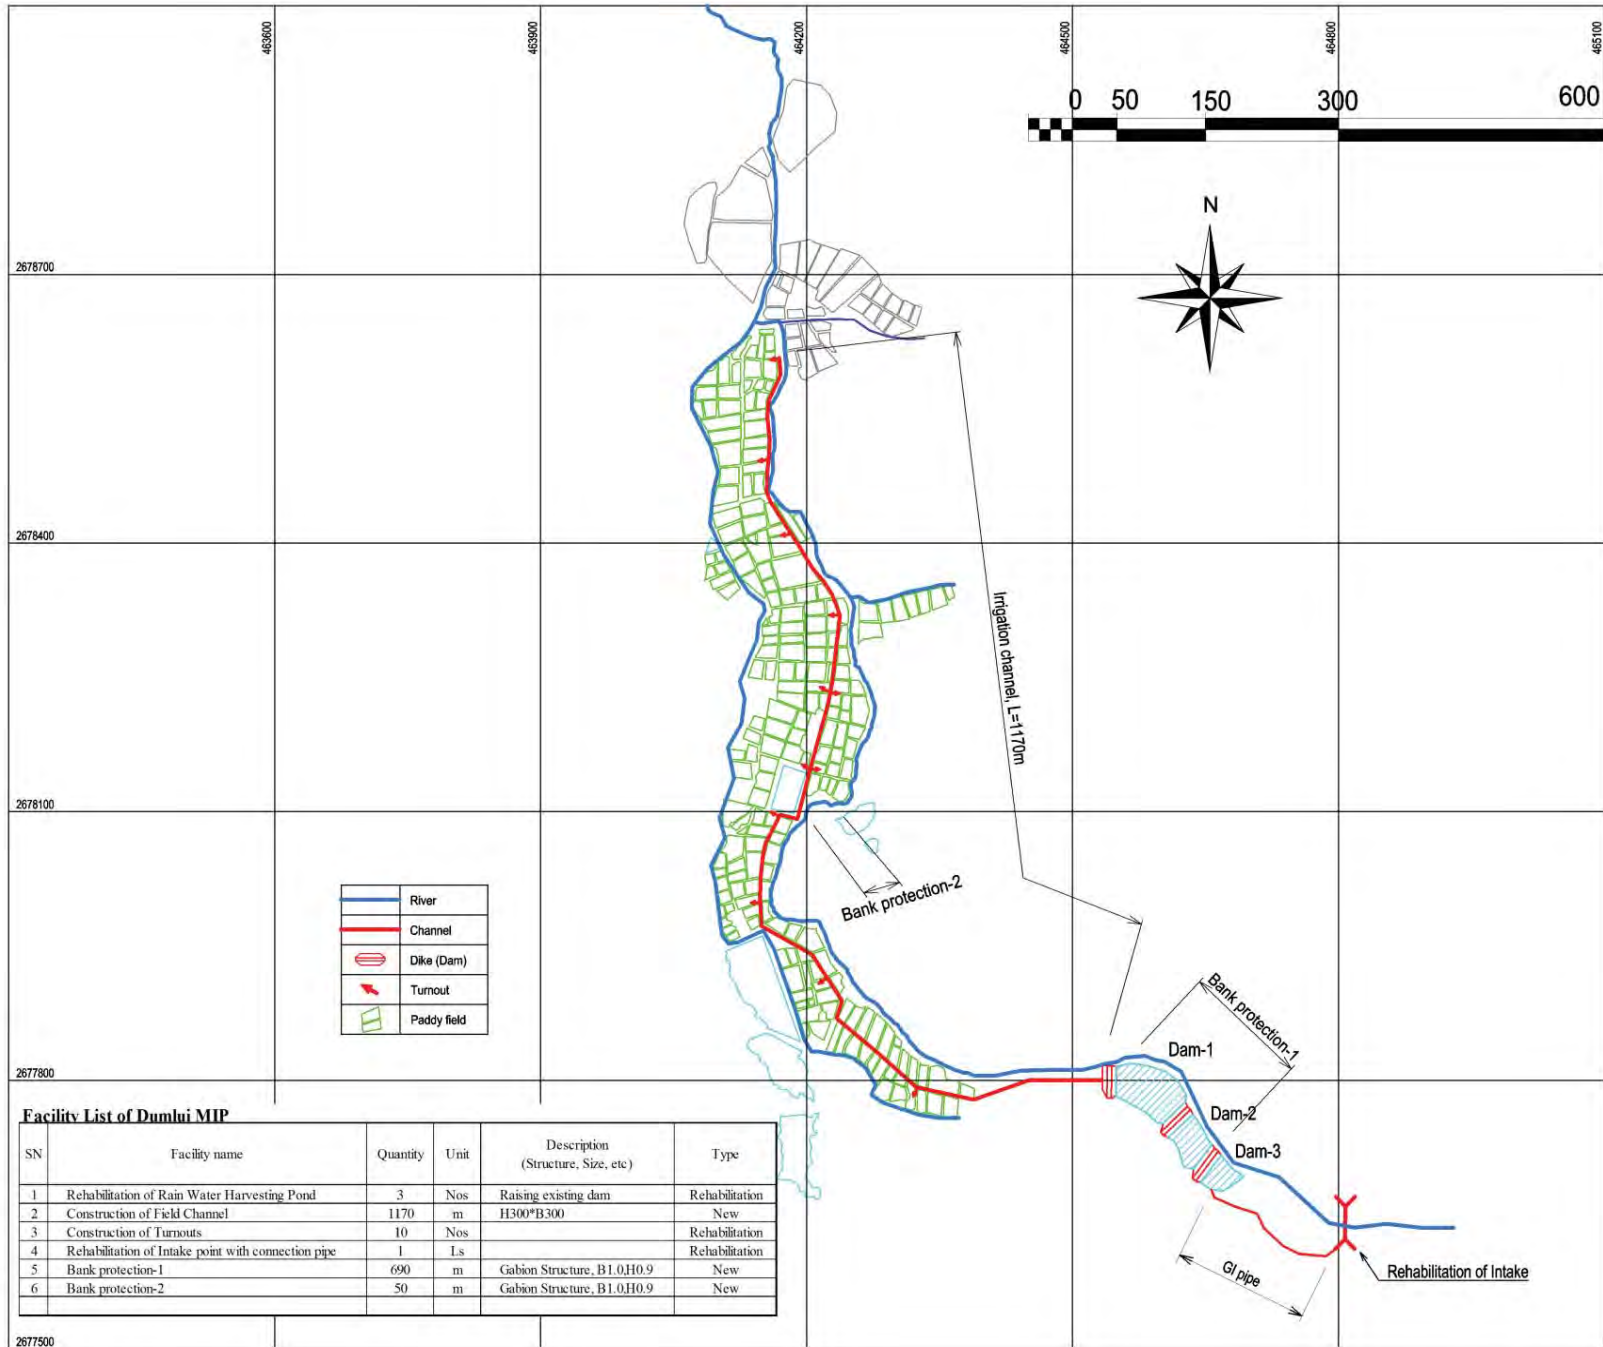 463600
463900
464200
464500
464800
465100
0 50 150 300 600
N
2678700
2678400
Irrigation channel, L=1170m
2678100
Bank protection-2
River
Channel
Dike (Dam)
Turnout
Paddy field
Bank protection-1
Dam-1
2677800
Dam-2
Dam-3
GI pipe
Rehabilitation of Intake
Facility List of Dumlui MIP
SN Facility name Quantity Unit Description (Structure, Size, etc) Type
1 Rehabilitation of Rain Water Harvesting Pond 3 Nos Raising existing dam Rehabilitation
2 Construction of Field Channel 1170 m H300*B300 New
3 Construction of Turnouts 10 Nos Rehabilitation
4 Rehabilitation of Intake point with connection pipe 1 Ls Rehabilitation
5 Bank protection-1 690 m Gabion Structure, B1.0,H0.9 New
6 Bank protection-2 50 m Gabion Structure, B1.0,H0.9 New
2677500